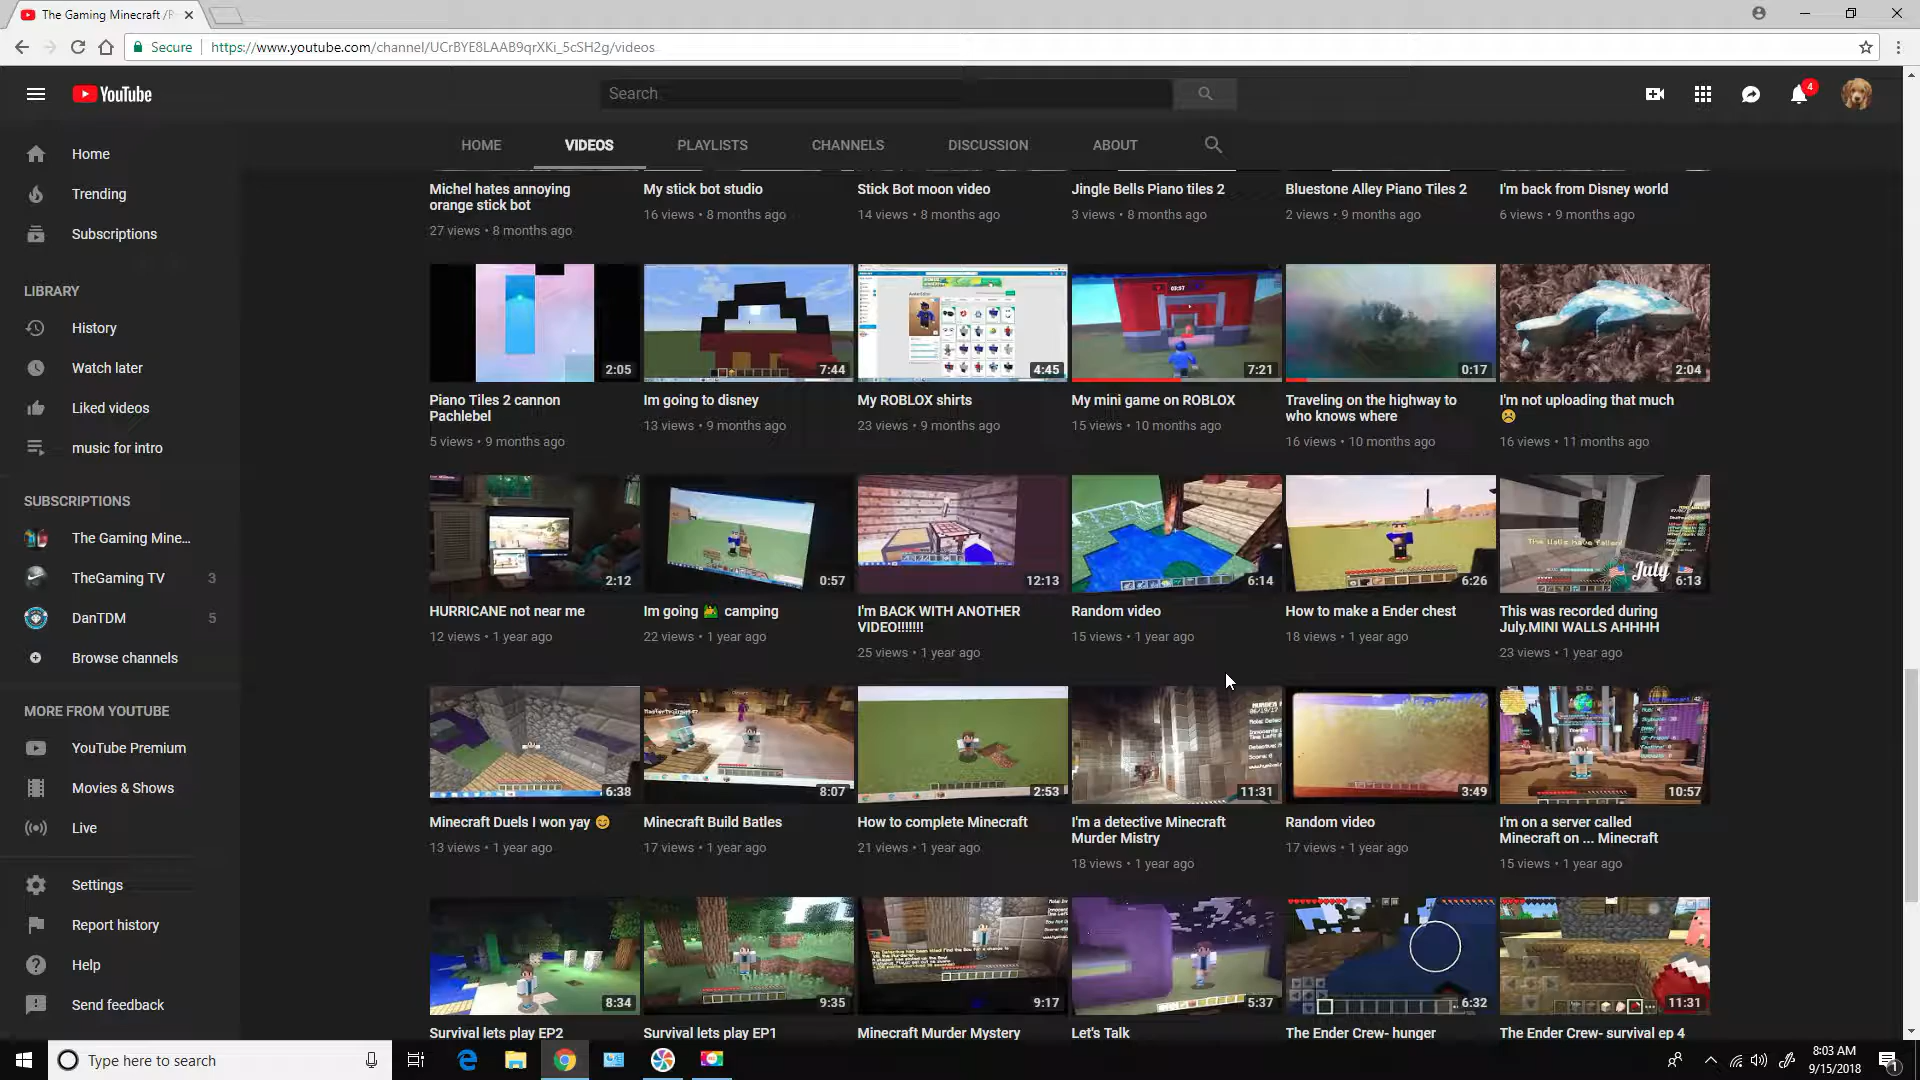 The Gaming Minecraft /P
Secure
https://www.youtube.com/channel/UCrBYE8LAAB9qrXKi_5cSH2g/videos
YouTube
Search
4
HOME
VIDEOS
PLAYLISTS
CHANNELS
DISCUSSION
ABOUT
Home
Trending
Subscriptions
LIBRARY
History
Watch later
Liked videos
music for intro
SUBSCRIPTIONS
The Gaming Mine...
TheGaming TV 3
DanTDM 5
Browse channels
MORE FROM YOUTUBE
YouTube Premium
Movies & Shows
Live
Settings
Report history
Help
Send feedback
Michel hates annoying
orange stick bot
27 views • 8 months ago
My stick bot studio
16 views • 8 months ago
Stick Bot moon video
14 views • 8 months ago
Jingle Bells Piano tiles 2
3 views • 8 months ago
Bluestone Alley Piano Tiles 2
2 views • 9 months ago
I'm back from Disney world
6 views • 9 months ago
2:05
Piano Tiles 2 cannon
Pachlebel
5 views • 9 months ago
7:44
Im going to disney
13 views • 9 months ago
4:45
My ROBLOX shirts
23 views • 9 months ago
03:57
7:21
My mini game on ROBLOX
15 views • 10 months ago
0:17
Traveling on the highway to
who knows where
16 views • 10 months ago
2:04
I'm not uploading that much
☹
16 views • 11 months ago
2:12
HURRICANE not near me
12 views • 1 year ago
0:57
Im going 🏕 camping
22 views • 1 year ago
12:13
I'm BACK WITH ANOTHER
VIDEO!!!!!!!
25 views • 1 year ago
6:14
Random video
15 views • 1 year ago
6:26
How to make a Ender chest
18 views • 1 year ago
The Walls have fallen!
July
6:13
This was recorded during
July.MINI WALLS AHHHH
23 views • 1 year ago
6:38
Minecraft Duels I won yay 😊
13 views • 1 year ago
8:07
Minecraft Build Batles
17 views • 1 year ago
2:53
How to complete Minecraft
21 views • 1 year ago
11:31
I'm a detective Minecraft
Murder Mistry
18 views • 1 year ago
3:49
Random video
17 views • 1 year ago
10:57
I'm on a server called
Minecraft on ... Minecraft
15 views • 1 year ago
8:34
Survival lets play EP2
9:35
Survival lets play EP1
9:17
Minecraft Murder Mystery
5:37
Let's Talk
6:32
The Ender Crew- hunger
11:31
The Ender Crew- survival ep 4
Type here to search
8:03 AM
9/15/2018
1